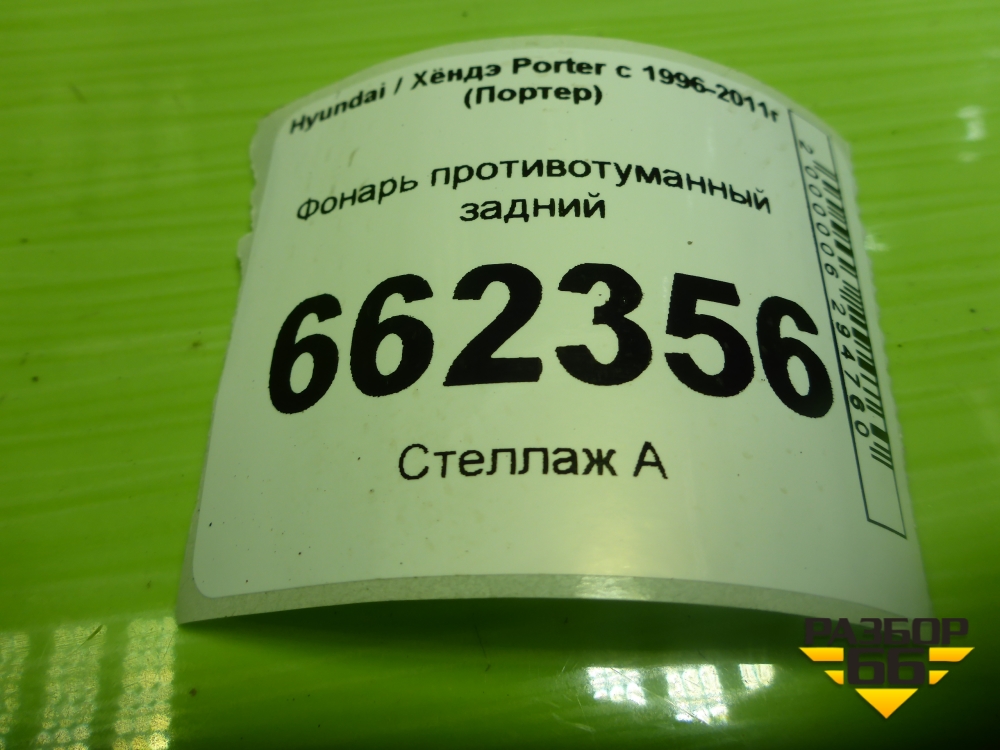 Hyundai / Хёндэ Porter с 1996-2011г
(Портер)
Фонарь противотуманный
задний
662356
Стеллаж А
2000006294760
РАЗБОР
66